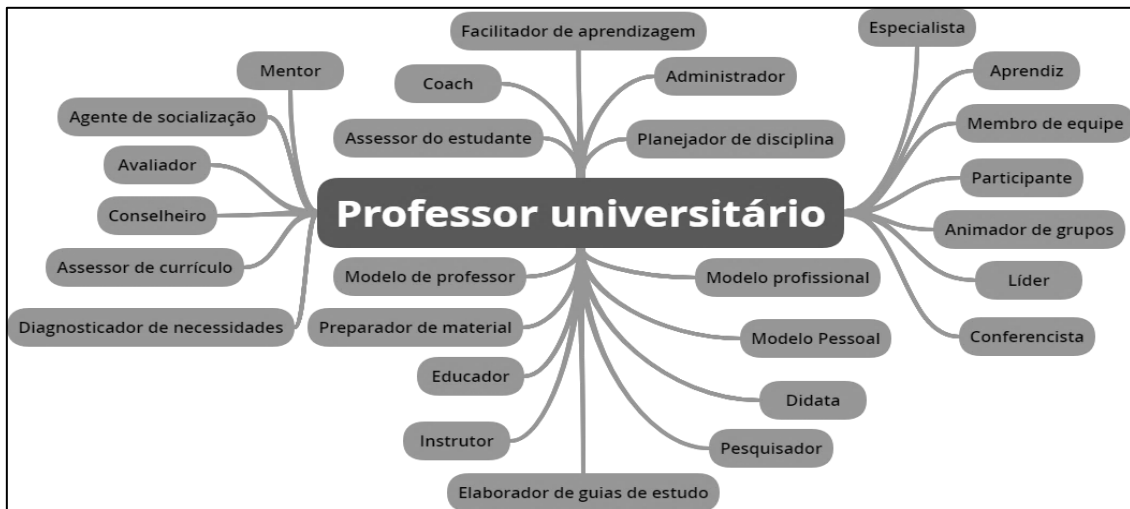 Facilitador de aprendizagem
Especialista
Mentor
Coach
Administrador
Aprendiz
Agente de socialização
Assessor do estudante
Planejador de disciplina
Membro de equipe
Avaliador
Participante
Professor universitário
Conselheiro
Animador de grupos
Assessor de currículo
Modelo de professor
Modelo profissional
Líder
Diagnosticador de necessidades
Preparador de material
Modelo Pessoal
Conferencista
Educador
Didata
Instrutor
Pesquisador
Elaborador de guias de estudo